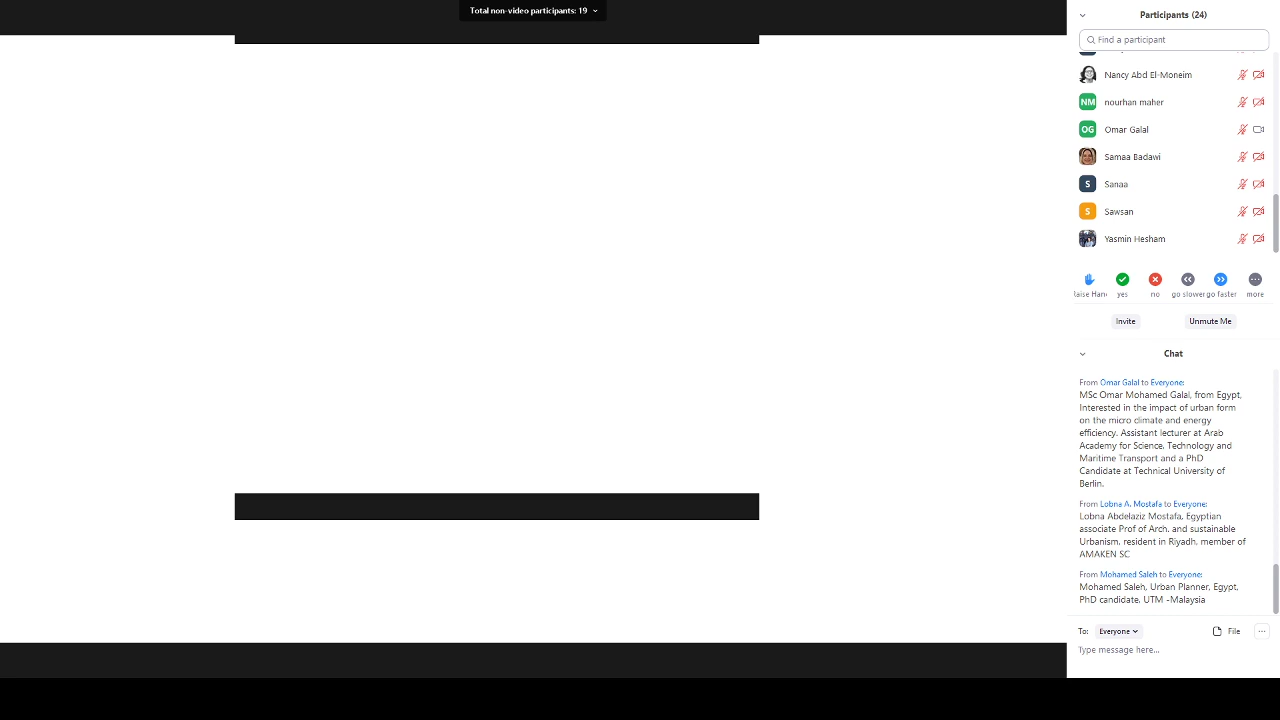 Total non-video participants: 19
Participants (24)
Find a participant
Nancy Abd El-Moneim
NM nourhan maher
OG Omar Galal
Samaa Badawi
S Sanaa
S Sawsan
Yasmin Hesham
yes
no
go slower
go faster
more
Invite
Unmute Me
Chat
From Omar Galal to Everyone:
MSc Omar Mohamed Galal, from Egypt,
Interested in the impact of urban form
on the micro climate and energy
efficiency. Assistant lecturer at Arab
Academy for Science, Technology and
Maritime Transport and a PhD
Candidate at Technical University of
Berlin.
From Lobna A. Mostafa to Everyone:
Lobna Abdelaziz Mostafa, Egyptian
associate Prof of Arch. and sustainable
Urbanism, resident in Riyadh, member of
AMAKEN SC
From Mohamed Saleh to Everyone:
Mohamed Saleh, Urban Planner, Egypt,
PhD candidate, UTM -Malaysia
To: Everyone
File
Type message here...